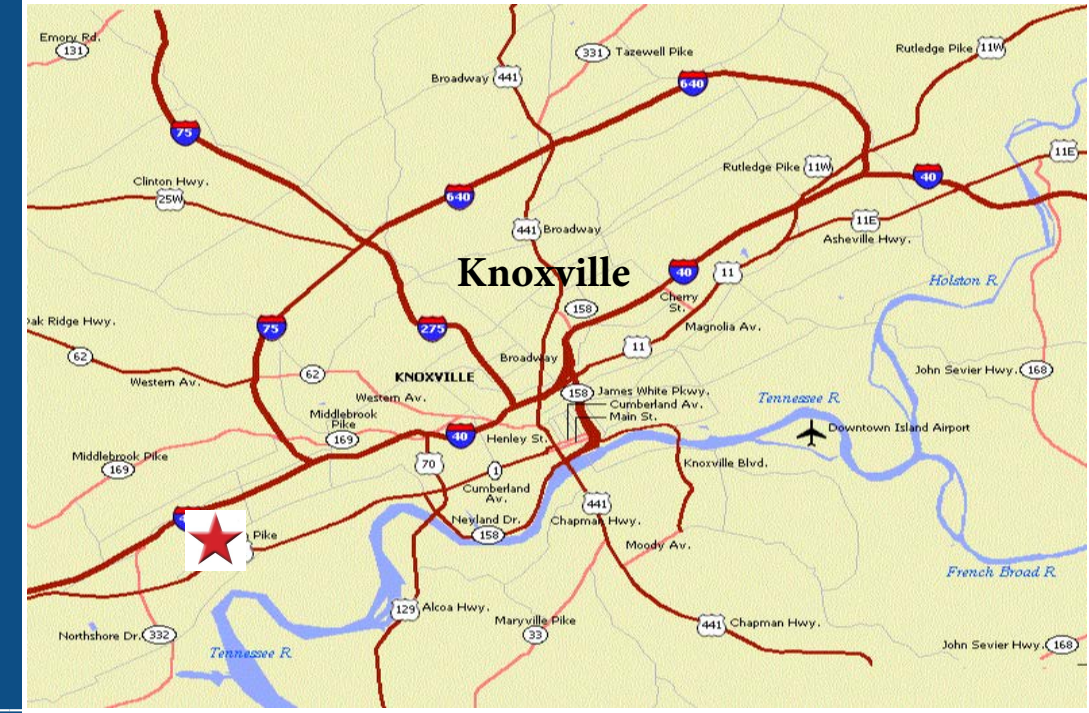 Emory Rd.
131
331 Tazewell Pike
Rutledge Pike 11W
Broadway 441
640
75
11E
Rutledge Pike 11W
40
Clinton Hwy.
25W
640
11E
Asheville Hwy.
441 Broadway
Knoxville
40
11
Holston R.
Cherry
St.
158
Magnolia Av.
Oak Ridge Hwy.
75
275
11
62
Broadway
Western Av.
62
KNOXVILLE
John Sevier Hwy. 168
158 James White Pkwy.
Western Av.
Cumberland Av.
Main St.
Tennessee R.
Middlebrook
Pike
169
40
Henley St.
Downtown Island Airport
Middlebrook Pike
169
70
1
Knoxville Blvd.
Cumberland
Av.
441
Neyland Dr.
158
Chapman Hwy.
Pike
Moody Av.
French Broad R.
129 Alcoa Hwy.
Maryville Pike
33
441 Chapman Hwy.
Northshore Dr. 332
Tennessee R.
John Sevier Hwy. 168